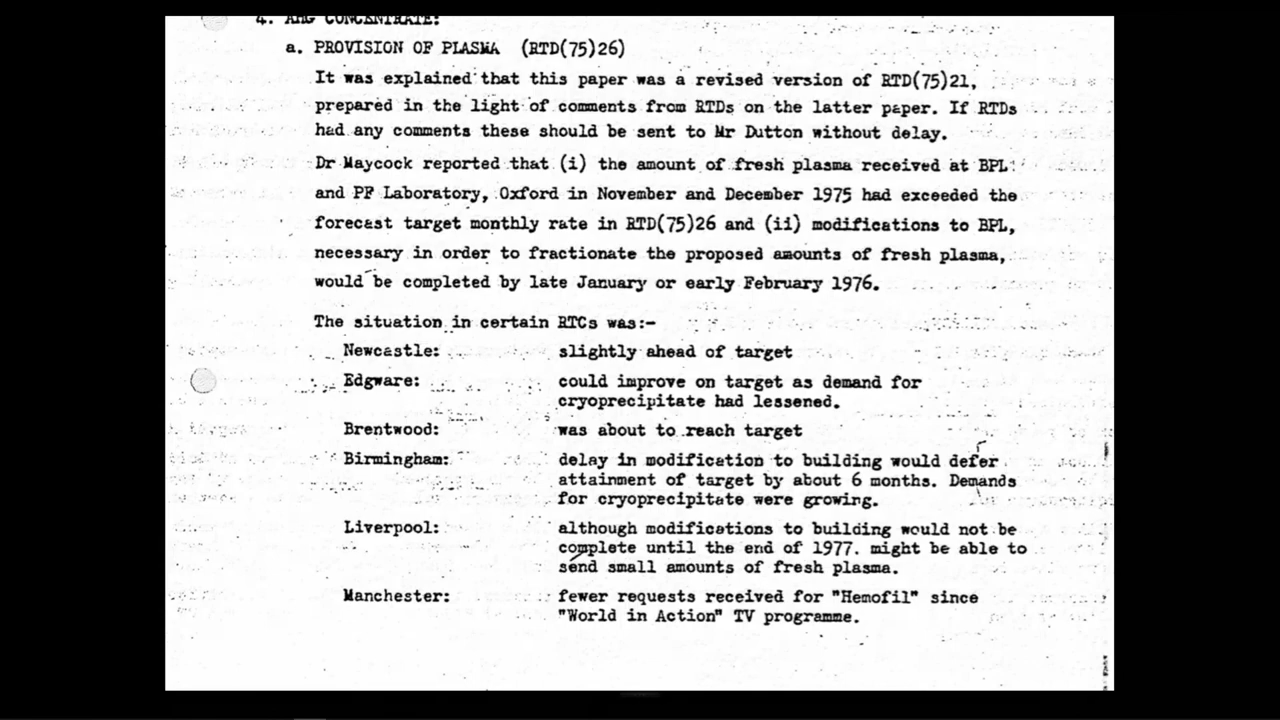 4. AHG CONCENTRATE:
a. PROVISION OF PLASMA (RTD(75)26)
It was explained that this paper was a revised version of RTD(75)21,
prepared in the light of comments from RTDs on the latter paper. If RTDs
had any comments these should be sent to Mr Dutton without delay.
Dr Maycock reported that (i) the amount of fresh plasma received at BPL
and PF Laboratory, Oxford in November and December 1975 had exceeded the
forecast target monthly rate in RTD(75)26 and (ii) modifications to BPL,
necessary in order to fractionate the proposed amounts of fresh plasma,
would be completed by late January or early February 1976.
The situation in certain RTCs was:-
Newcastle: slightly ahead of target
Edgware: could improve on target as demand for
cryoprecipitate had lessened.
Brentwood: was about to reach target
Birmingham: delay in modification to building would defer
attainment of target by about 6 months. Demands
for cryoprecipitate were growing.
Liverpool: although modifications to building would not be
complete until the end of 1977. might be able to
send small amounts of fresh plasma.
Manchester: fewer requests received for "Hemofil" since
"World in Action" TV programme.